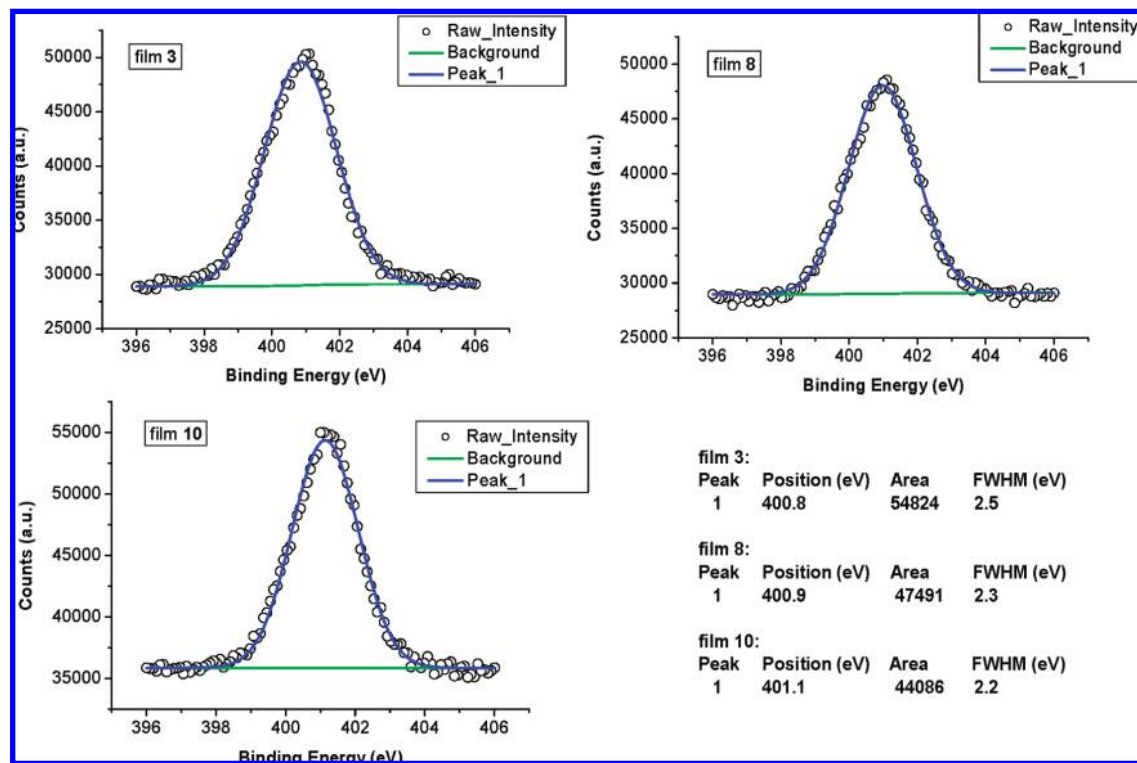 film 3
Raw_Intensity
Background
Peak_1
50000
45000
40000
35000
30000
25000
Counts (a.u.)
396 398 400 402 404 406
Binding Energy (eV)
film 8
Raw_Intensity
Background
Peak_1
50000
45000
40000
35000
30000
25000
Counts (a.u.)
396 398 400 402 404 406
Binding Energy (eV)
film 10
Raw_Intensity
Background
Peak_1
55000
50000
45000
40000
35000
Counts (a.u.)
396 398 400 402 404 406
Binding Energy (eV)
film 3:
Peak Position (eV) Area FWHM (eV)
1 400.8 54824 2.5
film 8:
Peak Position (eV) Area FWHM (eV)
1 400.9 47491 2.3
film 10:
Peak Position (eV) Area FWHM (eV)
1 401.1 44086 2.2